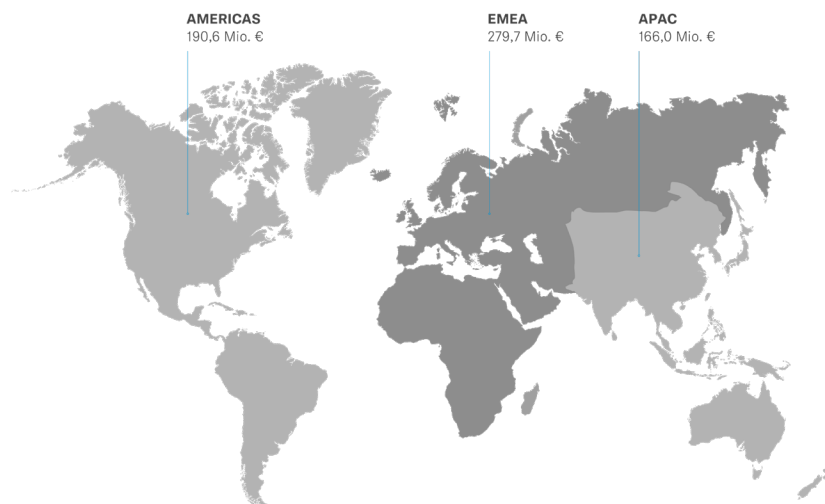 AMERICAS
190,6 Mio. €
EMEA
279,7 Mio. €
APAC
166,0 Mio. €